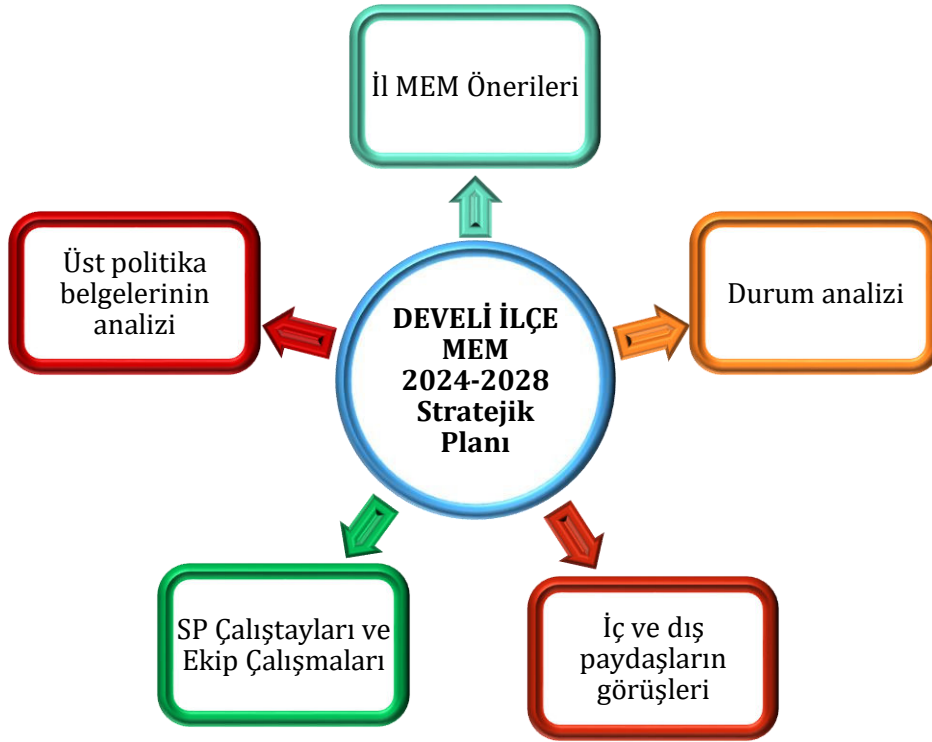 İl MEM Önerileri
Üst politika
belgelerinin
analizi
Durum analizi
DEVELİ İLÇE
MEM
2024-2028
Stratejik
Planı
SP Çalıştayları ve
Ekip Çalışmaları
İç ve dış
paydaşların
görüşleri